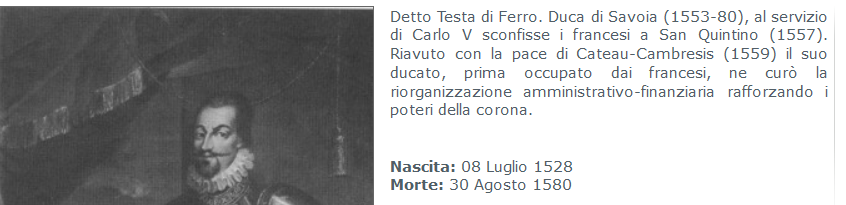 Detto Testa di Ferro. Duca di Savoia (1553-80), al servizio
di Carlo V sconfisse i francesi a San Quintino (1557).
Riavuto con la pace di Cateau-Cambresis (1559) il suo
ducato, prima occupato dai francesi, ne curò la
riorganizzazione amministrativo-finanziaria rafforzando i
poteri della corona.
Nascita: 08 Luglio 1528
Morte: 30 Agosto 1580